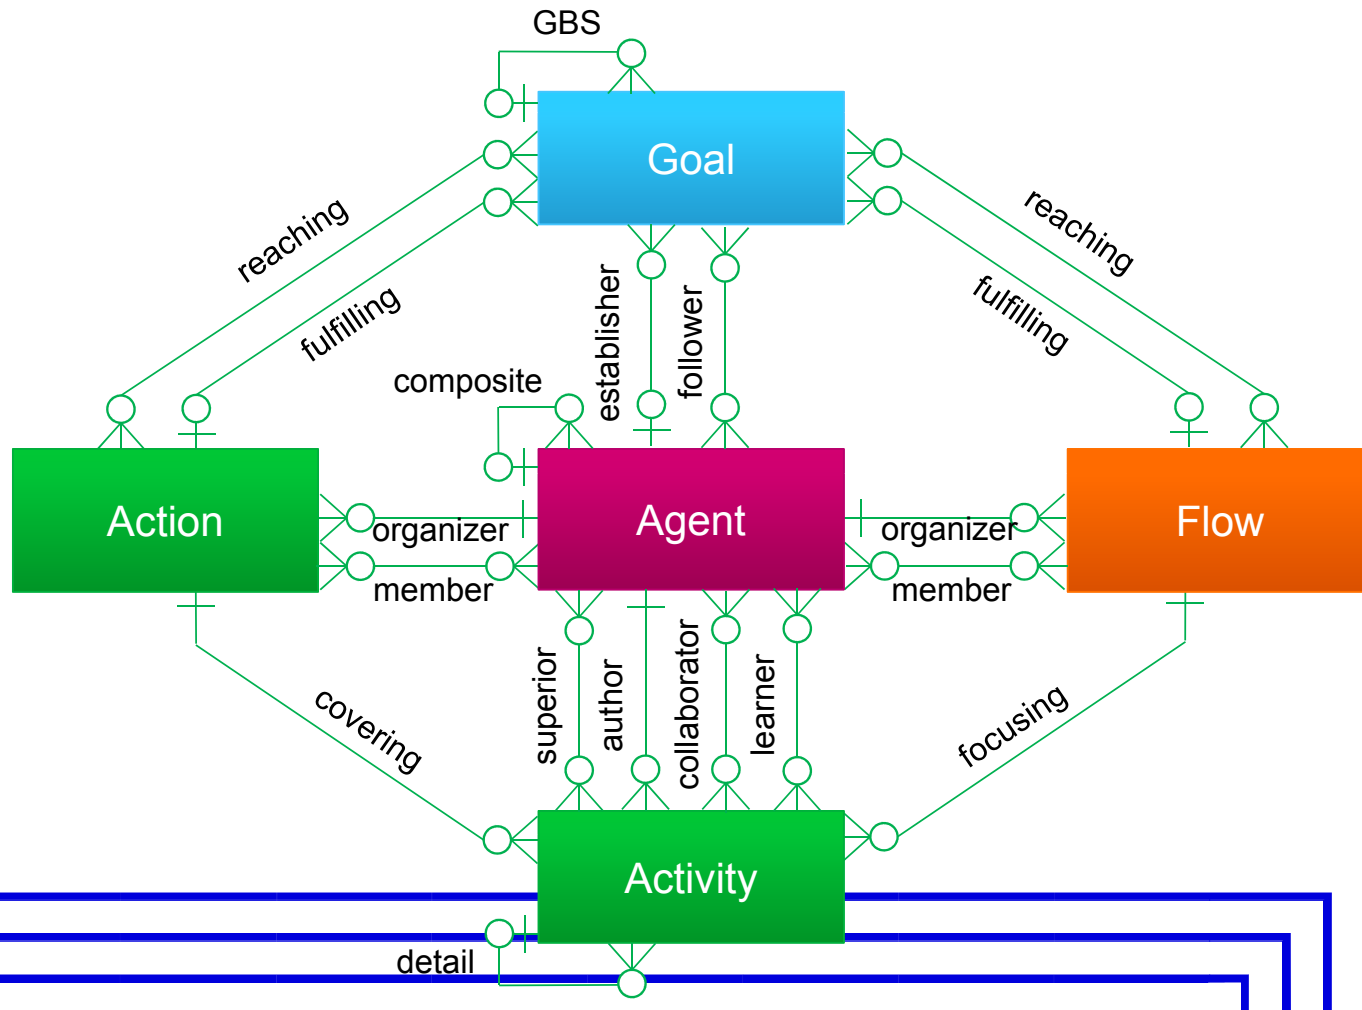 GBS
Goal
reaching
reaching
fulfilling
fulfilling
establisher
follower
composite
Action
Agent
Flow
organizer
organizer
member
member
superior
author
collaborator
learner
covering
focusing
Activity
detail